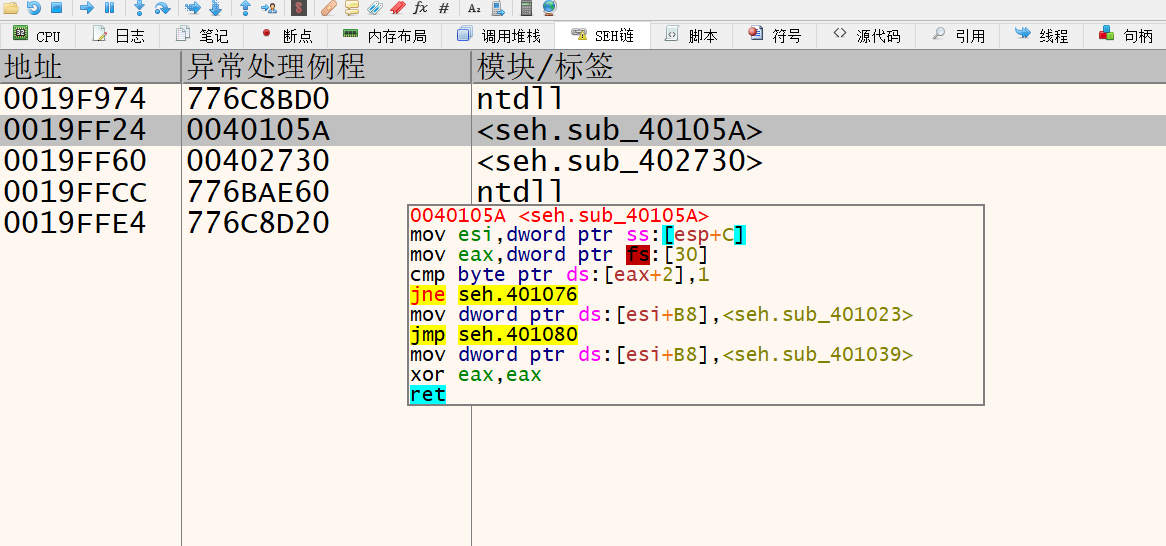 $ fx # Az
CPU 日志 笔记 断点 内存布局 调用堆栈 SEH链 脚本 符号 源代码 引用 线程 句柄
地址 异常处理例程 模块/标签
0019F974 776C8BD0 ntdll
0019FF24 0040105A <seh.sub_40105A>
0019FF60 00402730 <seh.sub_402730>
0019FFCC 776BAE60 ntdll
0019FFE4 776C8D20
0040105A <seh.sub_40105A>
mov esi,dword ptr ss:[esp+C]
mov eax,dword ptr fs:[30]
cmp byte ptr ds:[eax+2],1
jne seh.401076
mov dword ptr ds:[esi+B8],<seh.sub_401023>
jmp seh.401080
mov dword ptr ds:[esi+B8],<seh.sub_401039>
xor eax,eax
ret